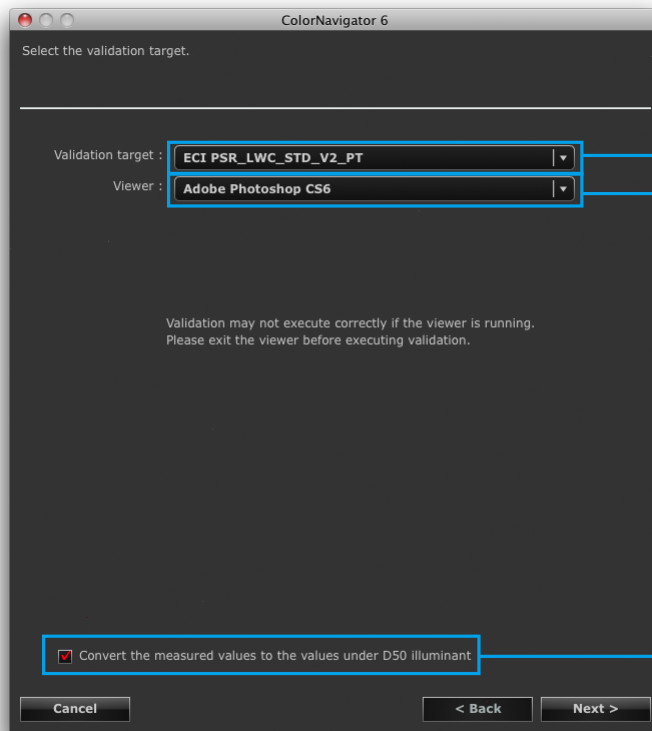 ColorNavigator 6
Select the validation target.
Validation target : ECI PSR_LWC_STD_V2_PT
Viewer : Adobe Photoshop CS6
Validation may not execute correctly if the viewer is running.
Please exit the viewer before executing validation.
Convert the measured values to the values under D50 illuminant
Cancel < Back Next >